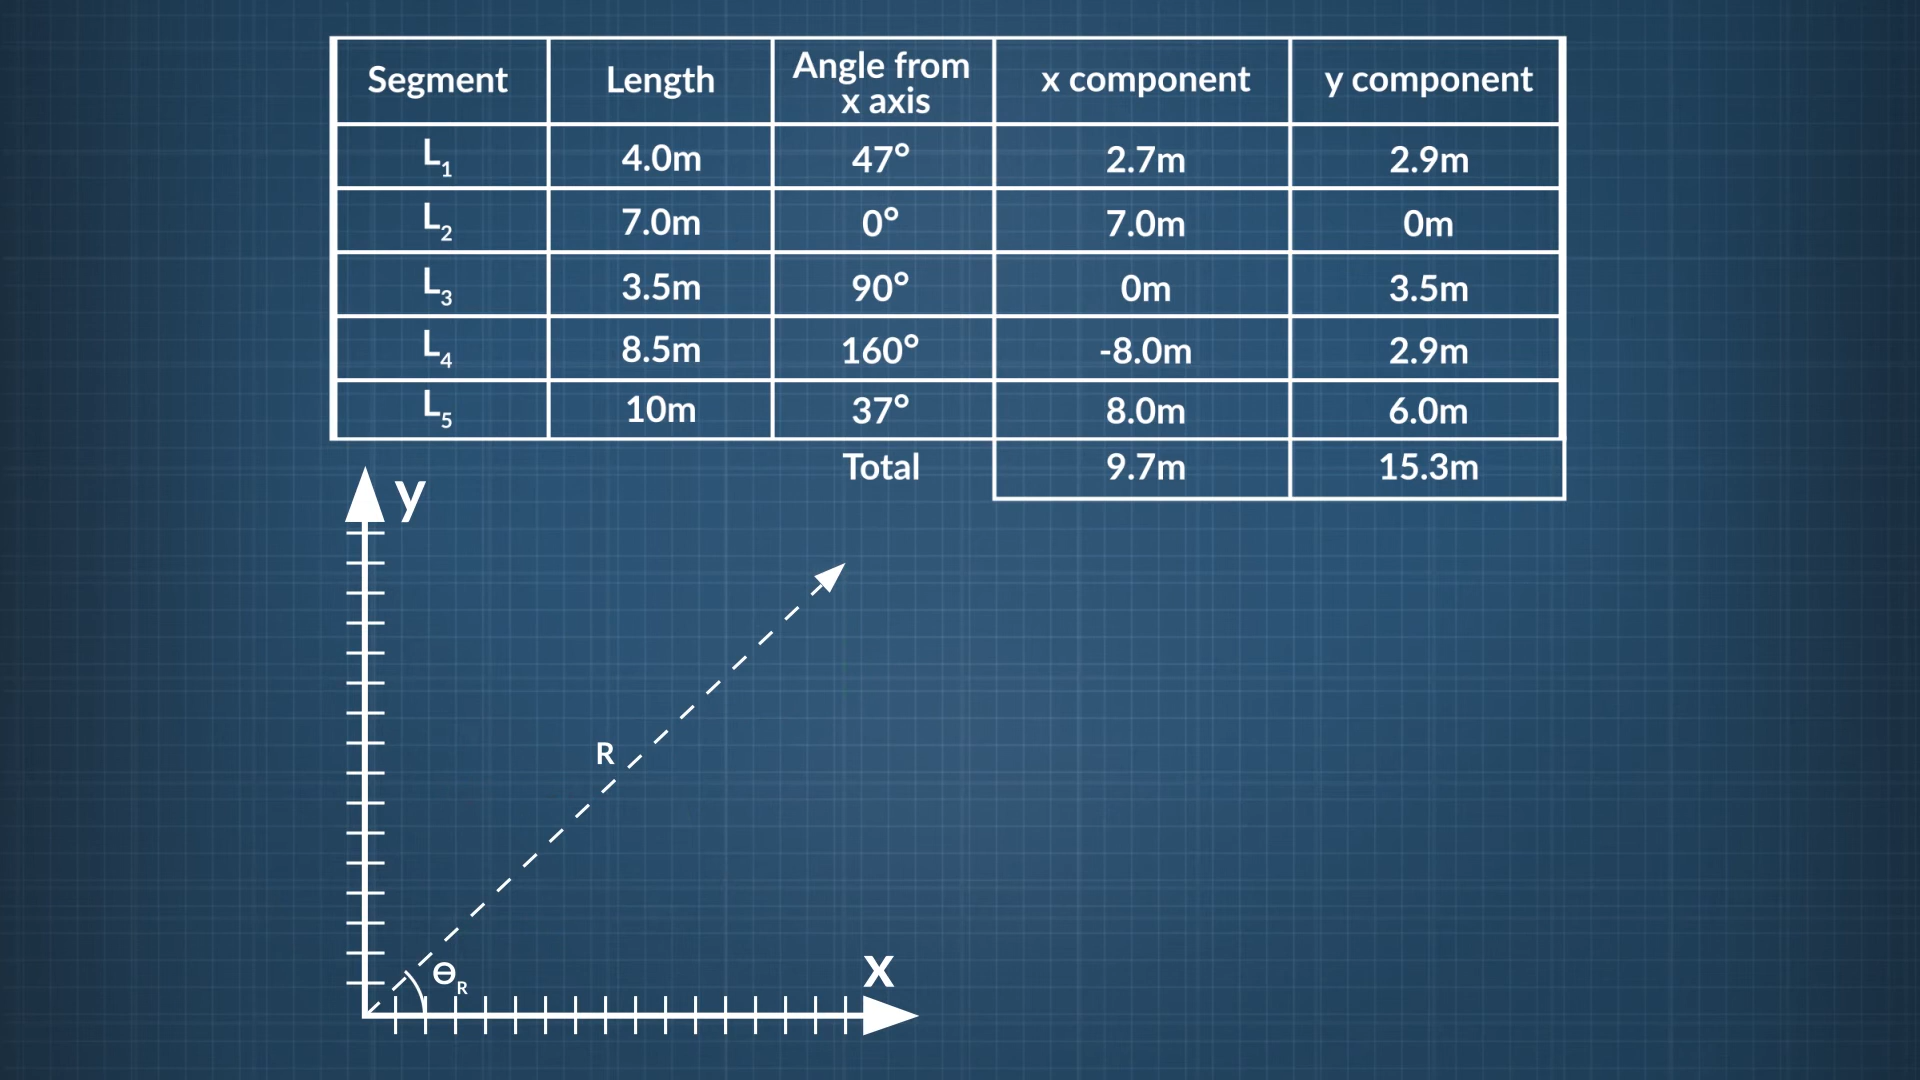 Segment Length Angle from x axis x component y component
L₁ 4.0m 47° 2.7m 2.9m
L₂ 7.0m 0° 7.0m 0m
L₃ 3.5m 90° 0m 3.5m
L₄ 8.5m 160° -8.0m 2.9m
L₅ 10m 37° 8.0m 6.0m
Total 9.7m 15.3m
y
R
Θ_R
X